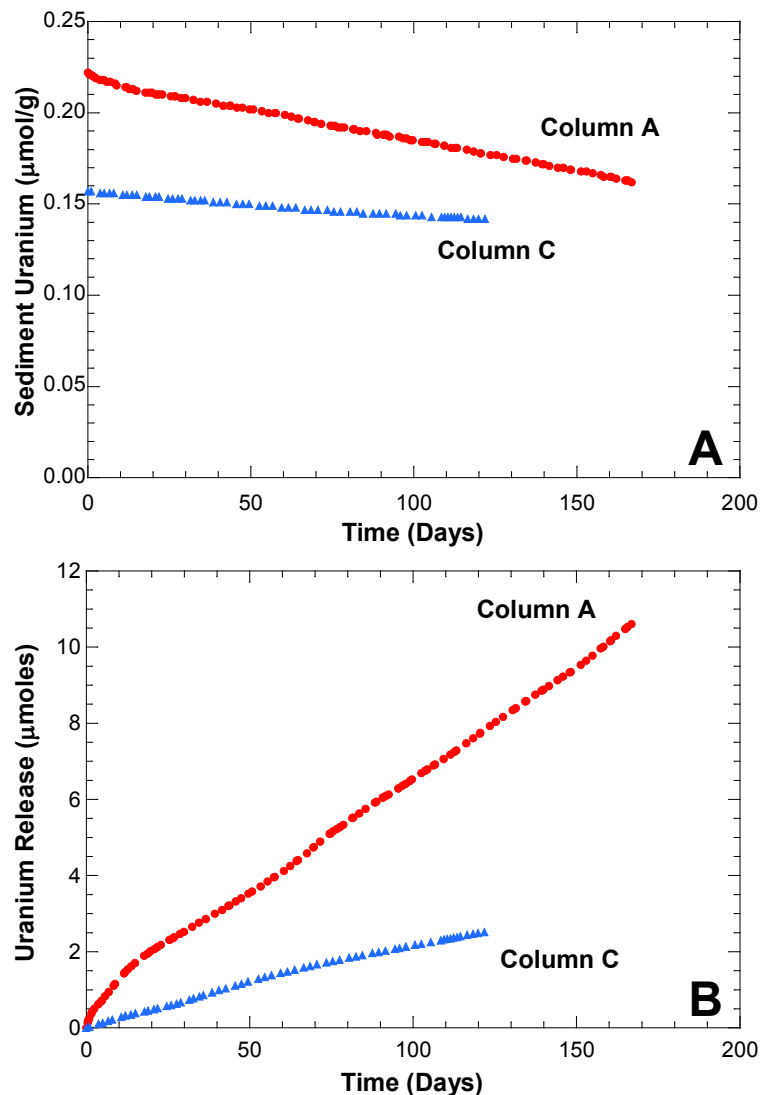 0.25
0.20
0.15
0.10
0.05
0.00
Sediment Uranium (μmol/g)
Column A
Column C
A
0
50
100
150
200
Time (Days)
12
10
8
6
4
2
0
Uranium Release (μmoles)
Column A
Column C
B
0
50
100
150
200
Time (Days)